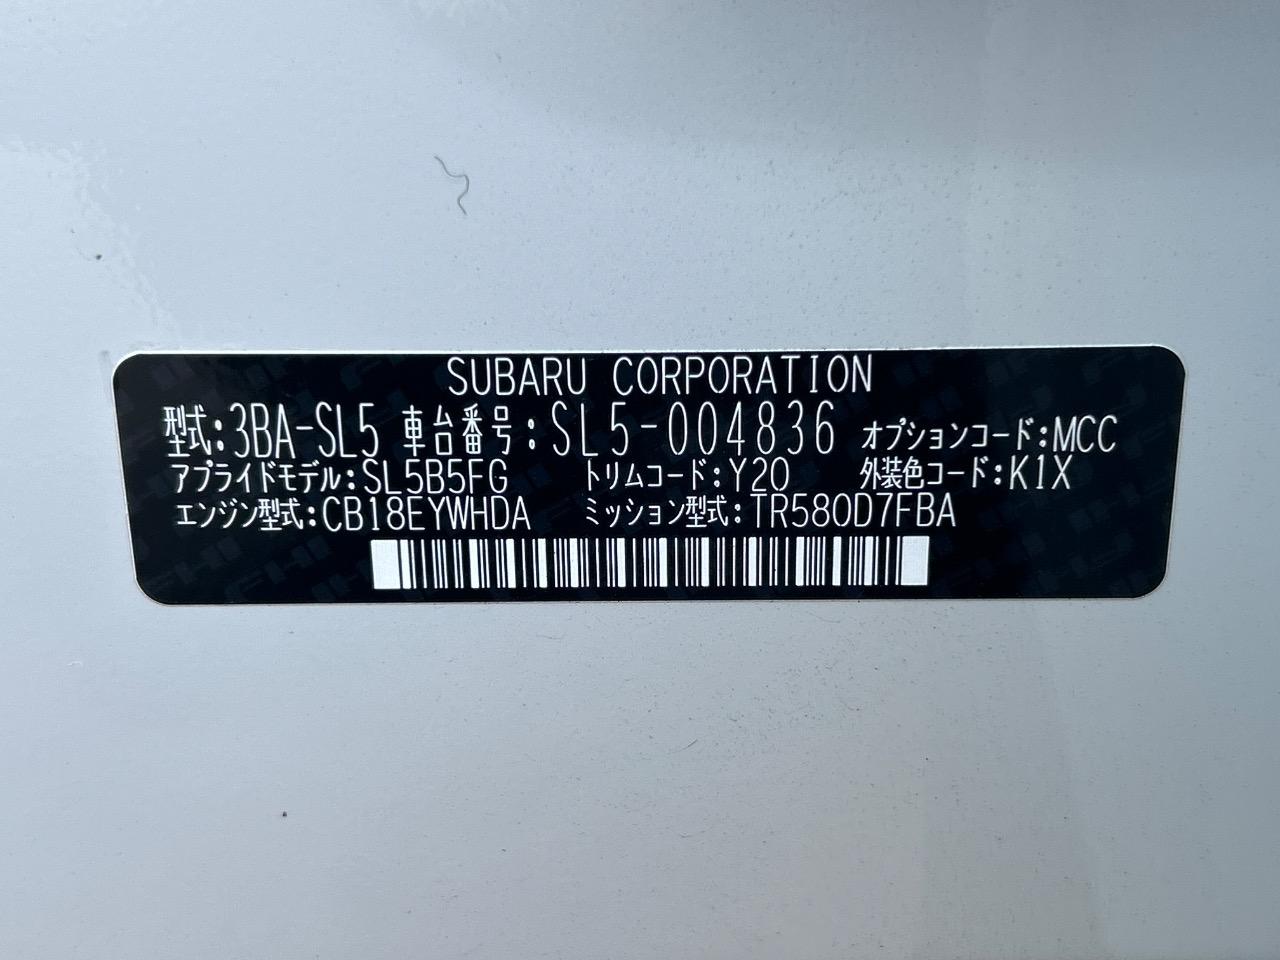 SUBARU CORPORATION
型式:3BA-SL5 車台番号:SL5-004836 オプションコード:MCC
アプライドモデル:SL5B5FG トリムコード:Y20 外装色コード:K1X
エンジン型式:CB18EYWHDA ミッション型式:TR580D7FBA